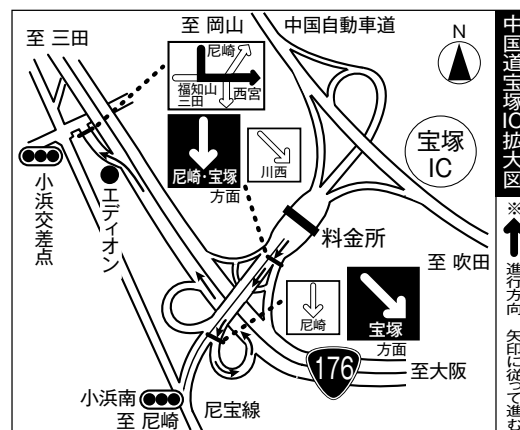 中国道宝塚IC拡大図
※↑進行方向 矢印に従って進む
至 岡山
中国自動車道
至 三田
N
尼崎
福知山
三田
西宮
尼崎・宝塚
方面
川西
宝塚
IC
小浜交差点
エディオン
料金所
至 吹田
尼崎
宝塚
方面
176
至大阪
小浜南
至 尼崎
尼宝線